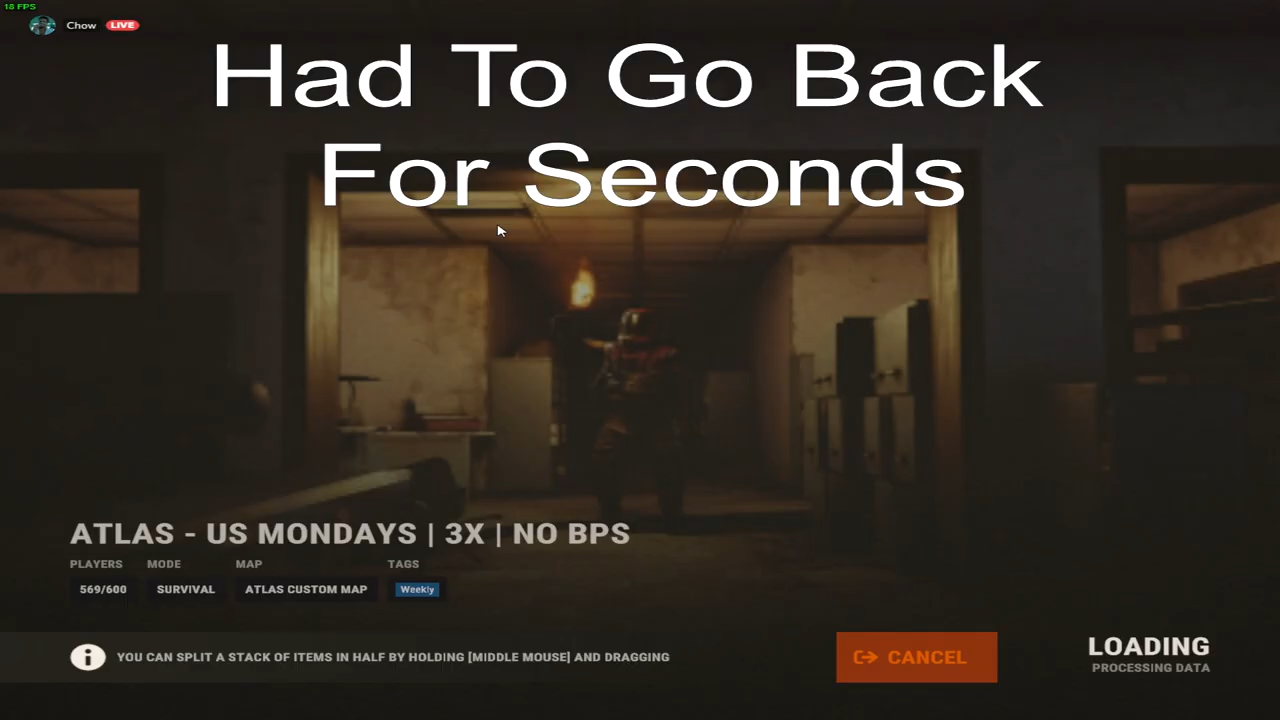 18 FPS
Chow LIVE
Had To Go Back
For Seconds
ATLAS - US MONDAYS | 3X | NO BPS
PLAYERS MODE MAP TAGS
569/600 SURVIVAL ATLAS CUSTOM MAP Weekly
YOU CAN SPLIT A STACK OF ITEMS IN HALF BY HOLDING [MIDDLE MOUSE] AND DRAGGING
CANCEL
LOADING
PROCESSING DATA